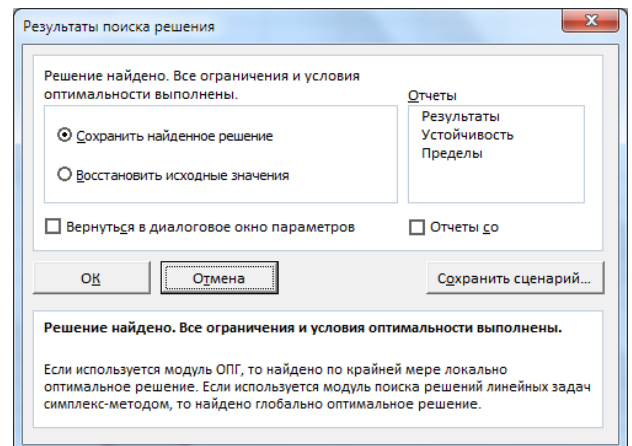 Результаты поиска решения
Решение найдено. Все ограничения и условия
оптимальности выполнены.
Отчеты
Результаты
Устойчивость
Пределы
Сохранить найденное решение
Восстановить исходные значения
Вернуться в диалоговое окно параметров
Отчеты со
ОК
Отмена
Сохранить сценарий...
Решение найдено. Все ограничения и условия оптимальности выполнены.
Если используется модуль ОПГ, то найдено по крайней мере локально
оптимальное решение. Если используется модуль поиска решений линейных задач
симплекс-методом, то найдено глобально оптимальное решение.